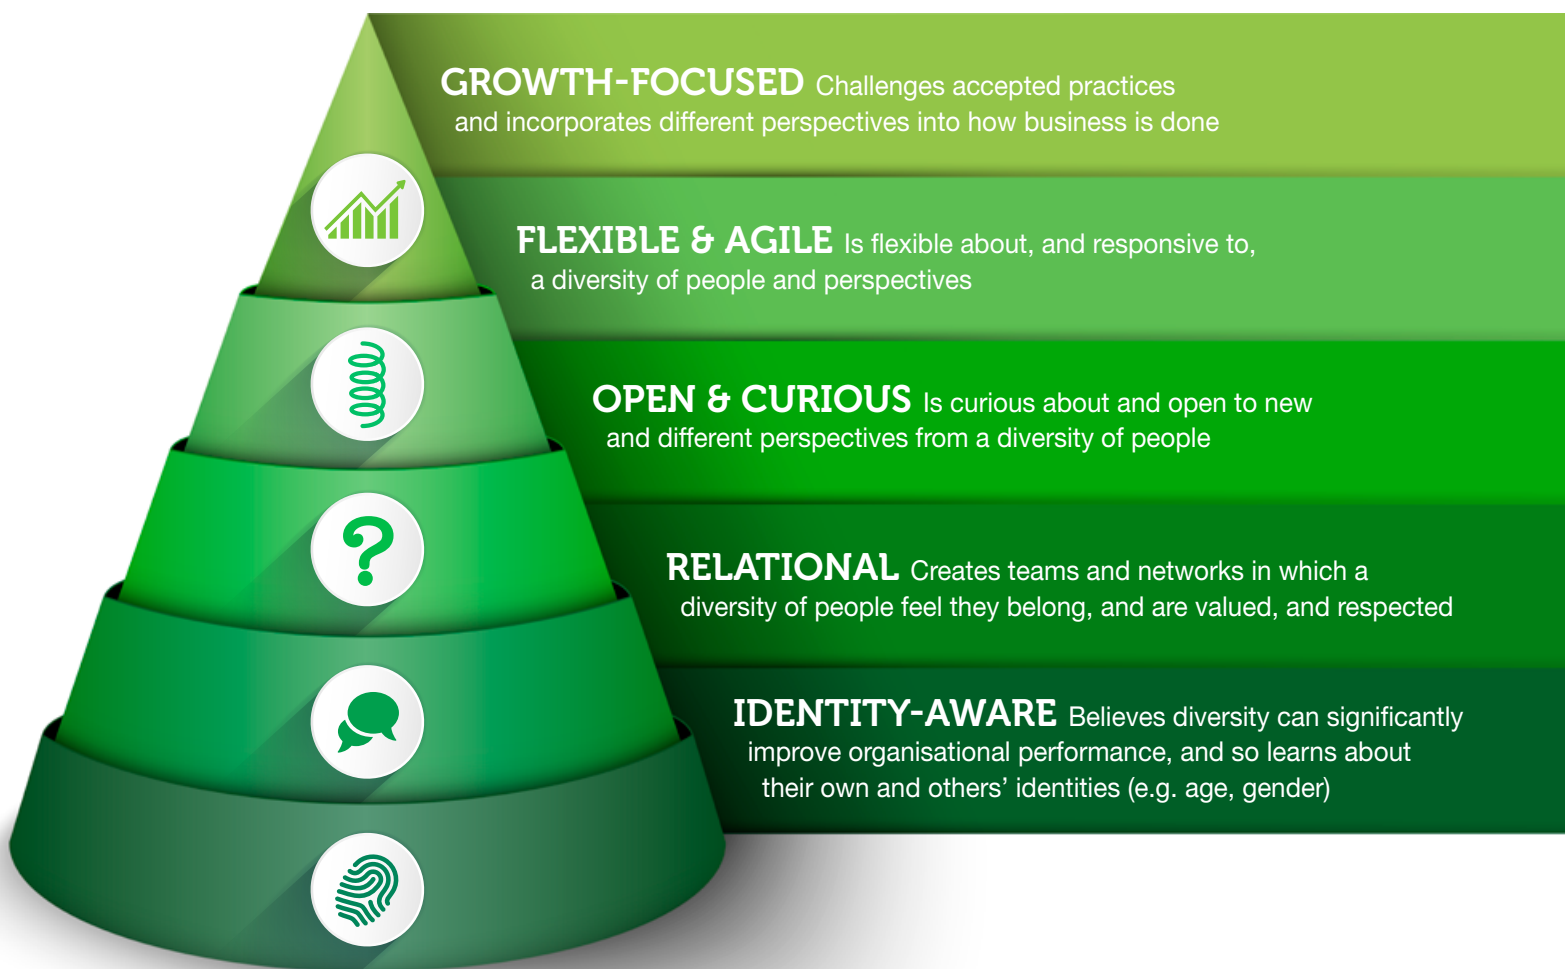 GROWTH-FOCUSED Challenges accepted practices
and incorporates different perspectives into how business is done
FLEXIBLE & AGILE Is flexible about, and responsive to,
a diversity of people and perspectives
OPEN & CURIOUS Is curious about and open to new
and different perspectives from a diversity of people
RELATIONAL Creates teams and networks in which a
diversity of people feel they belong, and are valued, and respected
IDENTITY-AWARE Believes diversity can significantly
improve organisational performance, and so learns about
their own and others’ identities (e.g. age, gender)